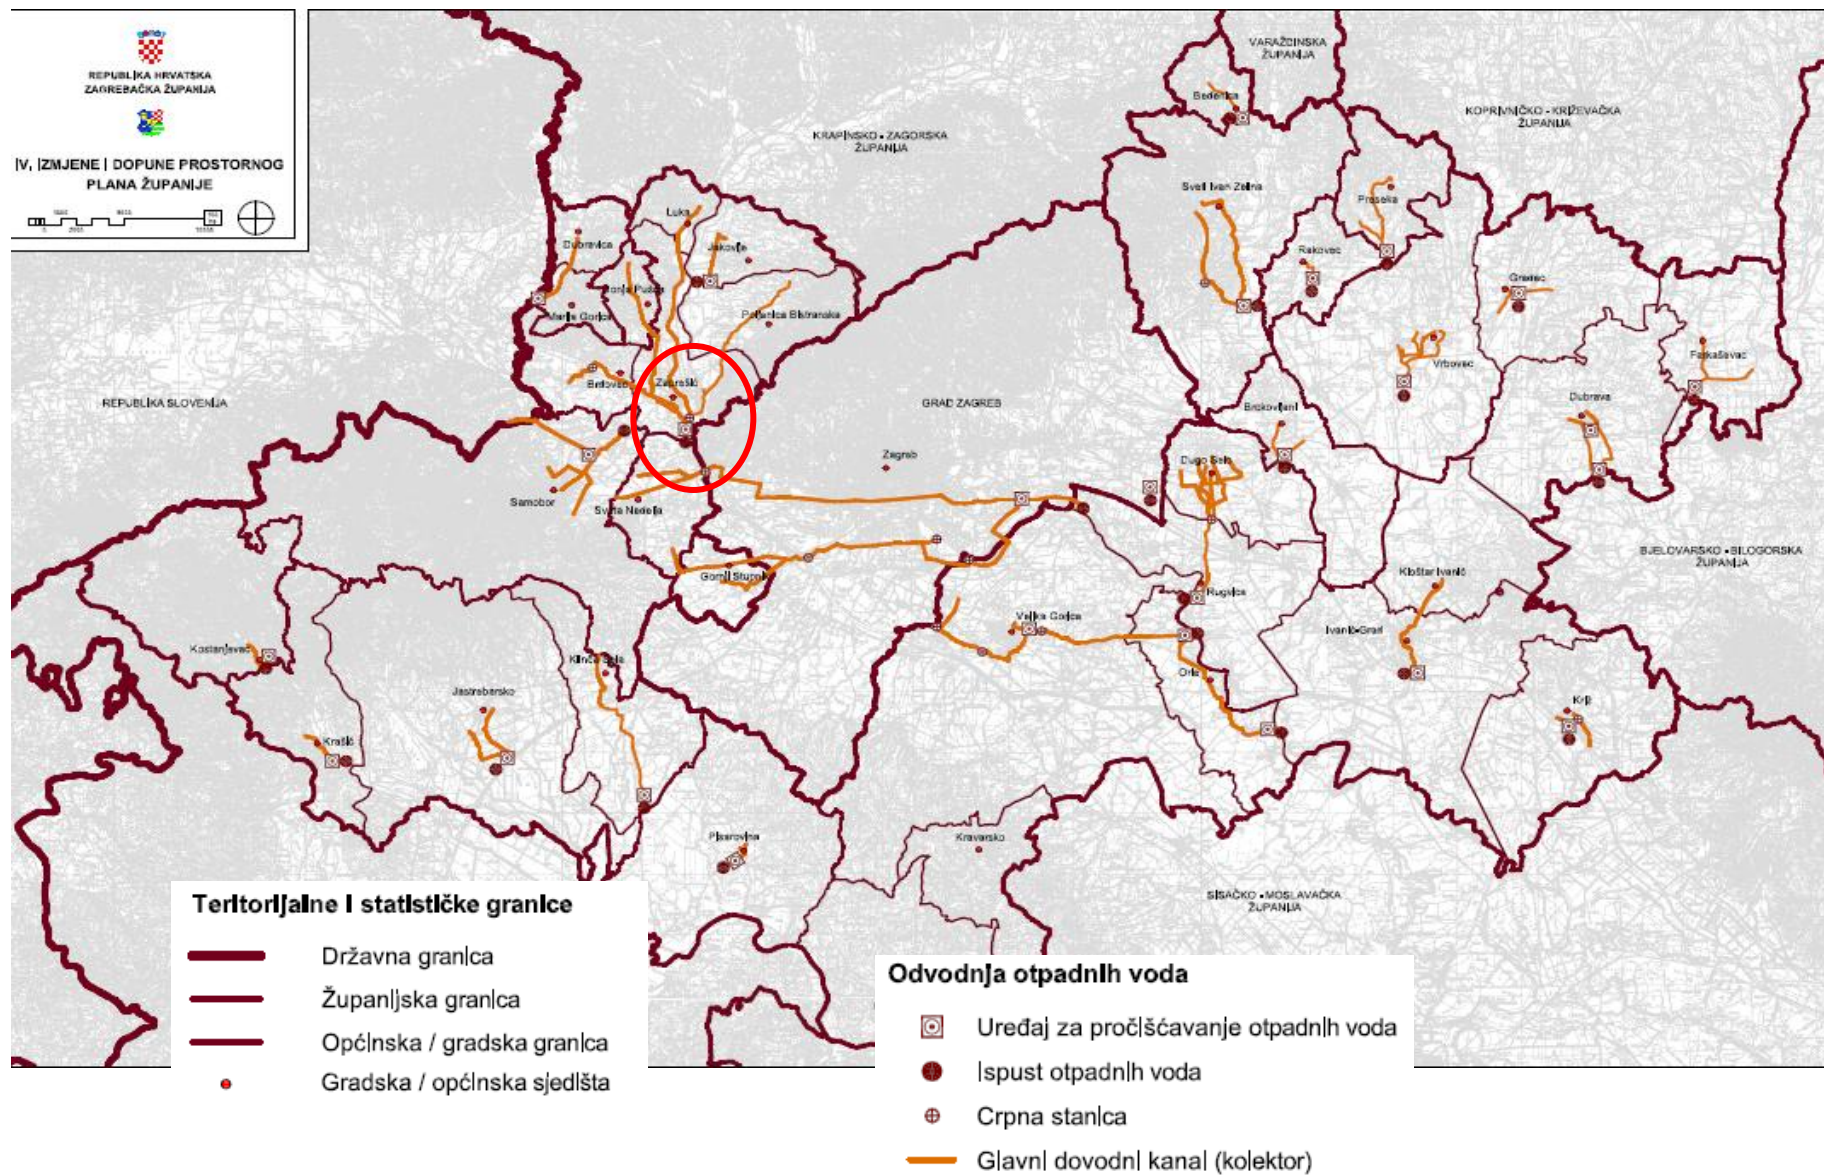 REPUBLIKA HRVATSKA
ZAGREBAČKA ŽUPANIJA
IV. IZMJENE I DOPUNE PROSTORNOG
PLANA ŽUPANIJE
VARAŽDINSKA
ŽUPANIJA
KOPRIVNIČKO - KRIŽEVAČKA
ŽUPANIJA
KRAPINSKO - ZAGORSKA
ŽUPANIJA
Bedenica
Sveti Ivan Zelina
Preseka
Luka
Dubravica
Jakovlje
Rakovec
Gradec
Donja Pušća
Marija Gorica
Poljanica Bistranska
Vrbovec
Farkaševac
Brdovec
Zaprešić
REPUBLIKA SLOVENIJA
GRAD ZAGREB
Brckovljani
Dubrava
Zagreb
Dugo Selo
Samobor
Sveta Nedelja
BJELOVARSKO - BILOGORSKA
ŽUPANIJA
Gornji Stupnik
Kloštar Ivanić
Rugvica
Velika Gorica
Ivanić-Grad
Kostanjevac
Klinča Sela
Orle
Jastrebarsko
Križ
Krašić
Pisarovina
Kravarsko
SISAČKO - MOSLAVAČKA
ŽUPANIJA
Teritorijalne i statističke granice
Državna granica
Županijska granica
Općinska / gradska granica
Gradska / općinska sjedišta
Odvodnja otpadnih voda
Uređaj za pročišćavanje otpadnih voda
Ispust otpadnih voda
Crpna stanica
Glavni dovodni kanal (kolektor)